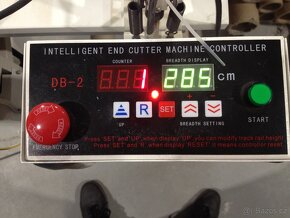 INTELLIGENT END CUTTER MACHINE CONTROLLER
COUNTER BREADTH DISPLAY
1 285 cm
DB-2
R SET
EMERGENCY STOP UP BREADTH SETTING START
Press 'SET' and 'UP', when display 'UP', you can modify track rail height
Press 'SET' and 'R', when display 'RESET', it means controller reset